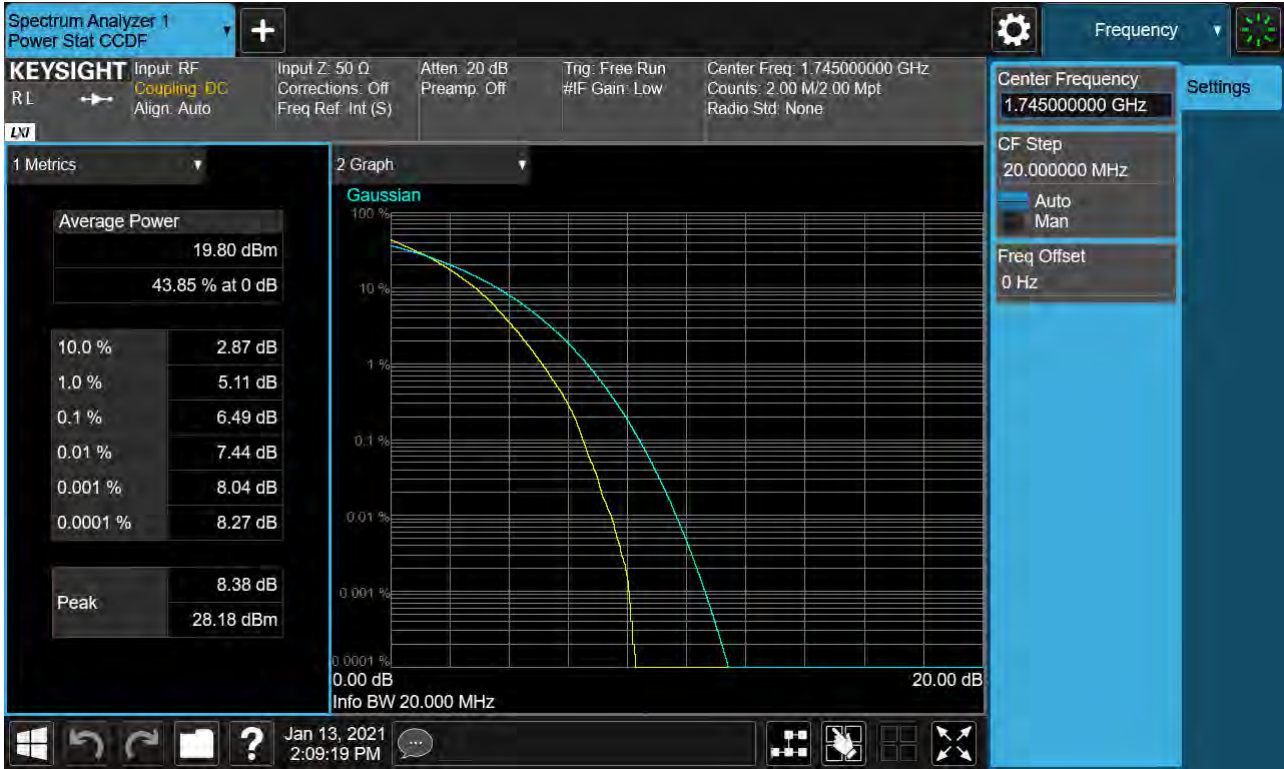 Spectrum Analyzer 1
Power Stat CCDF
Frequency
KEYSIGHT
RL
LXI
Input: RF
Coupling: DC
Align: Auto
Input Z: 50 Ω
Corrections: Off
Freq Ref: Int (S)
Atten: 20 dB
Preamp: Off
Trig: Free Run
#IF Gain: Low
Center Freq: 1.745000000 GHz
Counts: 2.00 M/2.00 Mpt
Radio Std: None
Center Frequency
1.745000000 GHz
Settings
CF Step
20.000000 MHz
Auto
Man
Freq Offset
0 Hz
1 Metrics
Average Power
19.80 dBm
43.85 % at 0 dB
10.0 % 2.87 dB
1.0 % 5.11 dB
0.1 % 6.49 dB
0.01 % 7.44 dB
0.001 % 8.04 dB
0.0001 % 8.27 dB
Peak
8.38 dB
28.18 dBm
2 Graph
Gaussian
100 %
10 %
1 %
0.1 %
0.01 %
0.001 %
0.0001 %
0.00 dB 20.00 dB
Info BW 20.000 MHz
?
Jan 13, 2021
2:09:19 PM